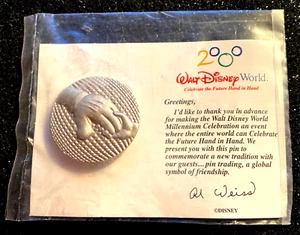 2000
Walt Disney World.
Celebrate the Future Hand in Hand
Greetings,
I'd like to thank you in advance
for making the Walt Disney World
Millennium Celebration an event
where the entire world can Celebrate
the Future Hand in Hand. We
present you with this pin to
commemorate a new tradition with
our guests... pin trading, a global
symbol of friendship.
Al Weiss
©DISNEY